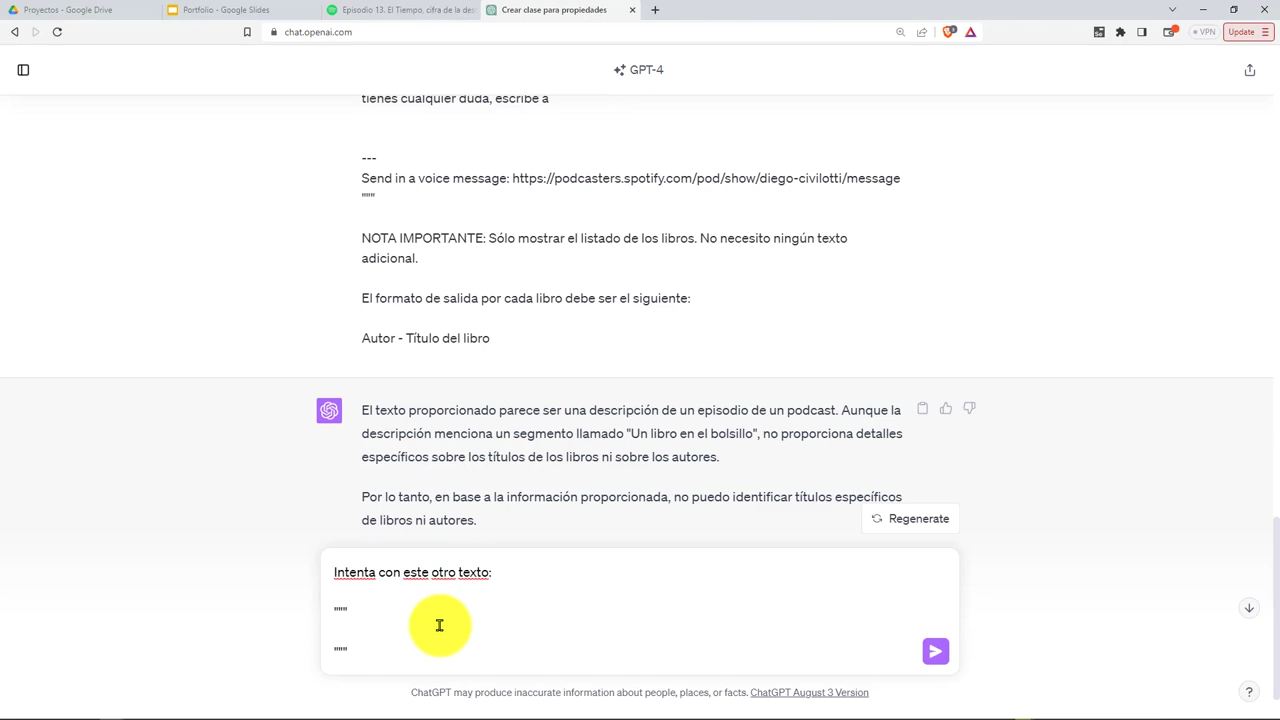 Proyectos - Google Drive
Portfolio - Google Slides
Episodio 13. El Tiempo, cifra de la des
Crear clase para propiedades
chat.openai.com
VPN
Update
GPT-4
tienes cualquier duda, escribe a
---
Send in a voice message: https://podcasters.spotify.com/pod/show/diego-civilotti/message
"""
NOTA IMPORTANTE: Sólo mostrar el listado de los libros. No necesito ningún texto
adicional.
El formato de salida por cada libro debe ser el siguiente:
Autor - Título del libro
El texto proporcionado parece ser una descripción de un episodio de un podcast. Aunque la
descripción menciona un segmento llamado "Un libro en el bolsillo", no proporciona detalles
específicos sobre los títulos de los libros ni sobre los autores.
Por lo tanto, en base a la información proporcionada, no puedo identificar títulos específicos
de libros ni autores.
Regenerate
Intenta con este otro texto:
"""
"""
ChatGPT may produce inaccurate information about people, places, or facts. ChatGPT August 3 Version
?